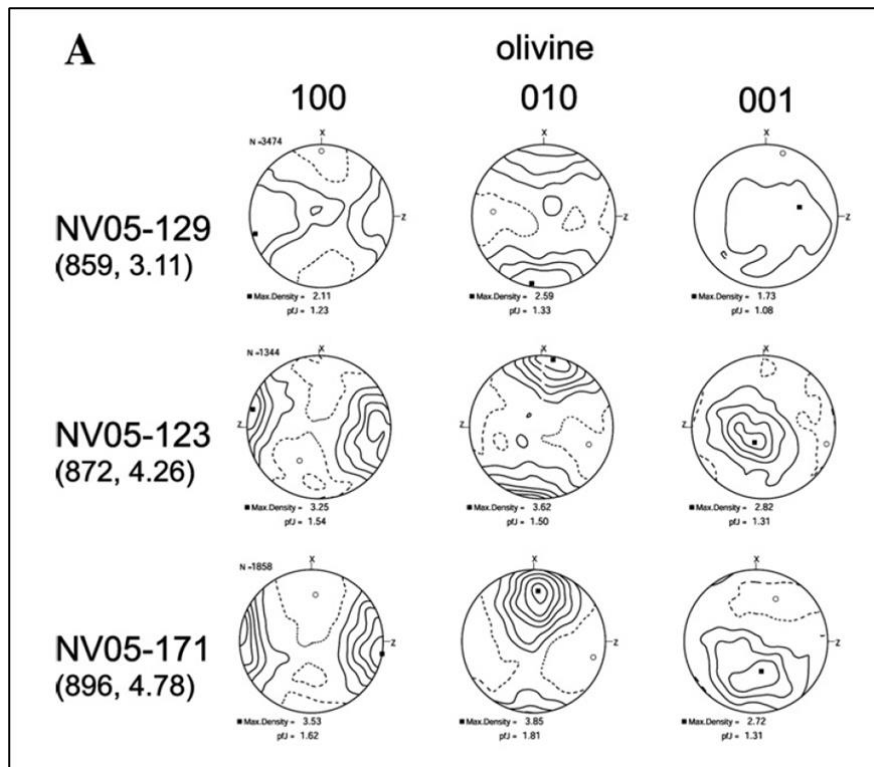 A
olivine
100 010 001
NV05-129
(859, 3.11)
N =3474
X
X
X
Z
Z
Z
■ Max.Density = 2.11
pfJ = 1.23
■ Max.Density = 2.59
pfJ = 1.33
■ Max.Density = 1.73
pfJ = 1.08
NV05-123
(872, 4.26)
N =1344
X
X
X
Z
Z
Z
■ Max.Density = 3.25
pfJ = 1.54
■ Max.Density = 3.62
pfJ = 1.50
■ Max.Density = 2.82
pfJ = 1.31
NV05-171
(896, 4.78)
N =1858
X
X
X
Z
Z
Z
■ Max.Density = 3.53
pfJ = 1.62
■ Max.Density = 3.85
pfJ = 1.81
■ Max.Density = 2.72
pfJ = 1.31